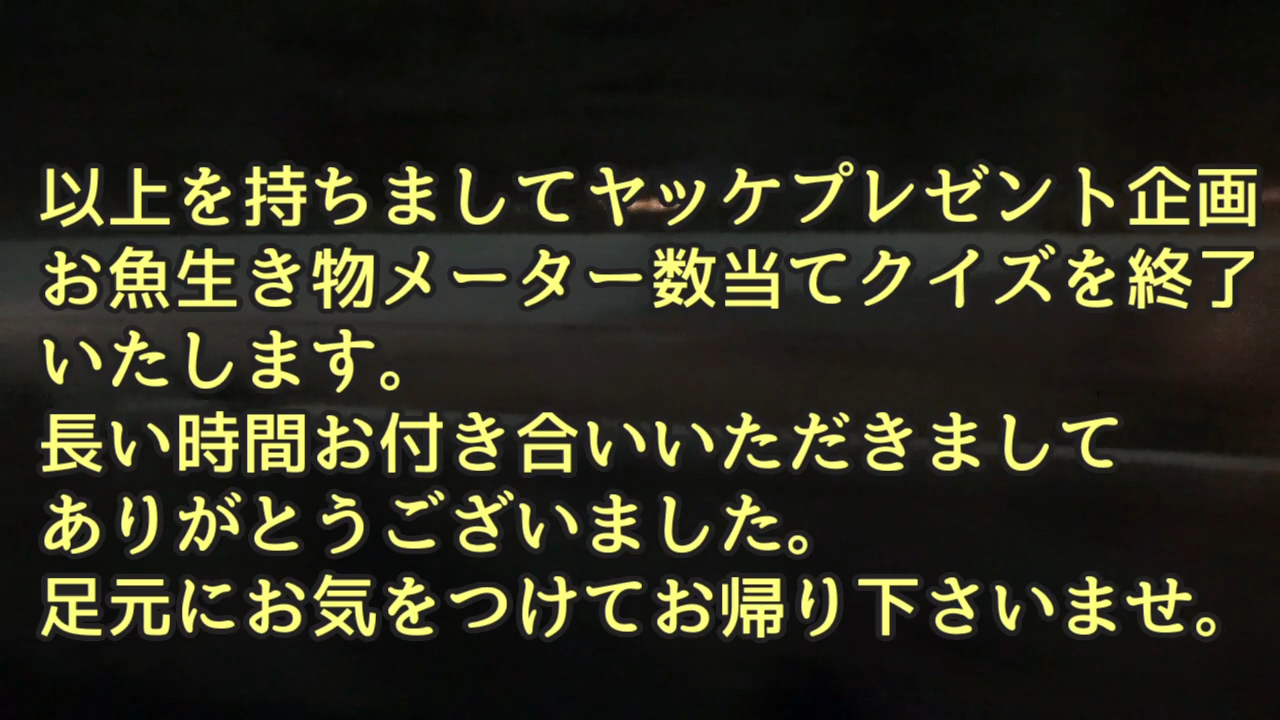 以上を持ちましてヤッケプレゼント企画
お魚生き物メーター数当てクイズを終了
いたします。
長い時間お付き合いいただきまして
ありがとうございました。
足元にお気をつけてお帰り下さいませ。